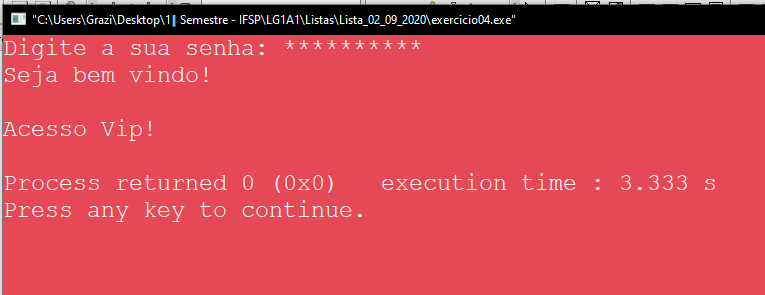 "C:\Users\Grazi\Desktop\1‖ Semestre - IFSP\LG1A1\Listas\Lista_02_09_2020\exercicio04.exe"
Digite a sua senha: **********
Seja bem vindo!
Acesso Vip!
Process returned 0 (0x0)   execution time : 3.333 s
Press any key to continue.